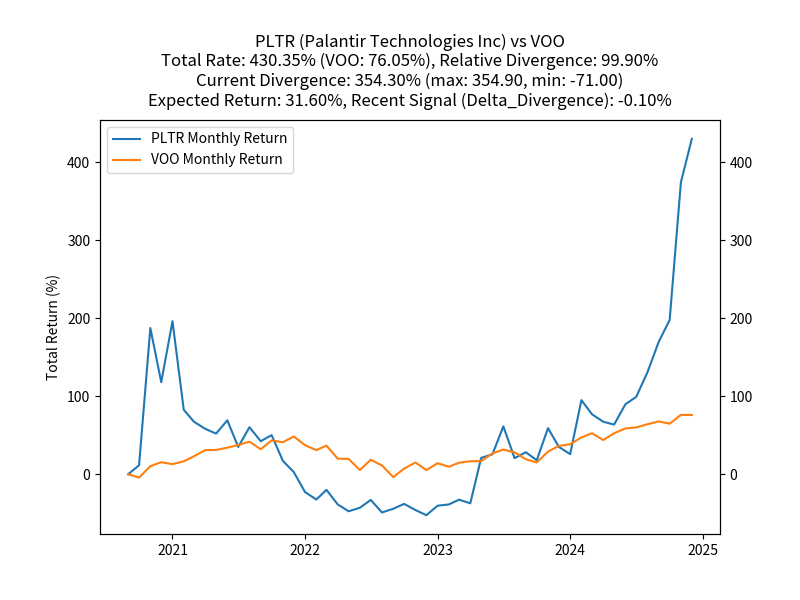 PLTR (Palantir Technologies Inc) vs VOO
Total Rate: 430.35% (VOO: 76.05%), Relative Divergence: 99.90%
Current Divergence: 354.30% (max: 354.90, min: -71.00)
Expected Return: 31.60%, Recent Signal (Delta_Divergence): -0.10%
PLTR Monthly Return
VOO Monthly Return
Total Return (%)
400
300
200
100
0
400
300
200
100
0
2021
2022
2023
2024
2025